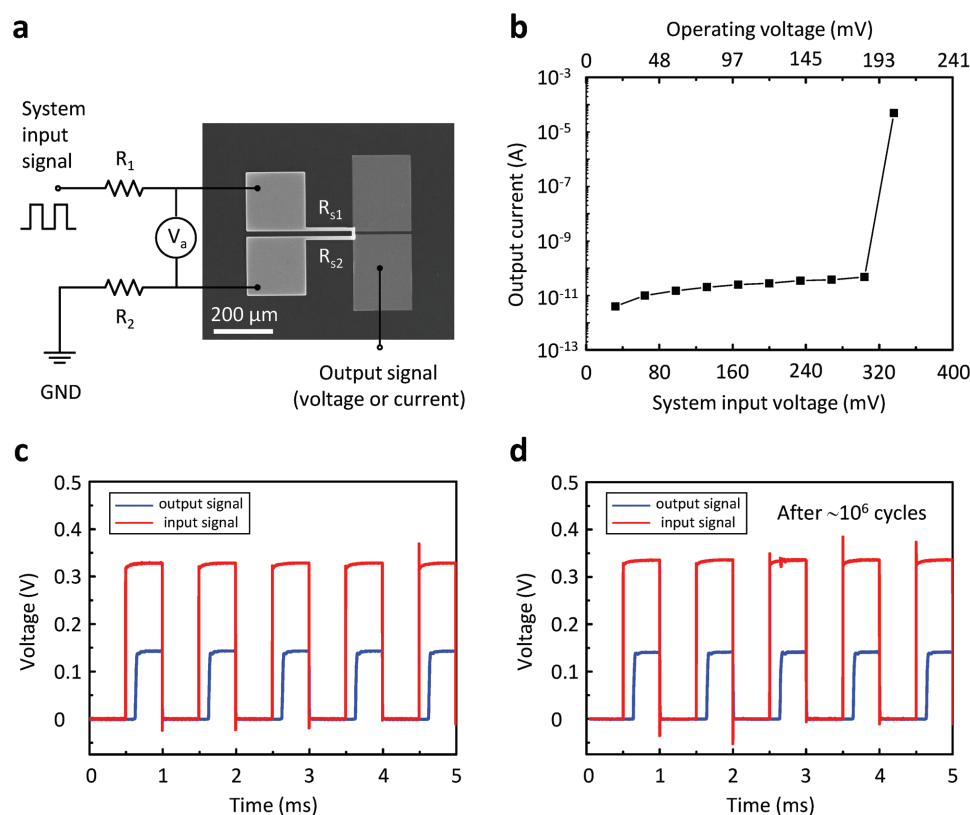 a
System
input
signal
R1
Va
R2
GND
Rs1
Rs2
200 µm
Output signal
(voltage or current)
b
Operating voltage (mV)
0 48 97 145 193 241
10-3
10-5
10-7
10-9
10-11
10-13
Output current (A)
0 80 160 240 320 400
System input voltage (mV)
c
0.5
0.4
0.3
0.2
0.1
0
Voltage (V)
output signal
input signal
0 1 2 3 4 5
Time (ms)
d
0.5
0.4
0.3
0.2
0.1
0
Voltage (V)
output signal
input signal
After ~10⁶ cycles
0 1 2 3 4 5
Time (ms)